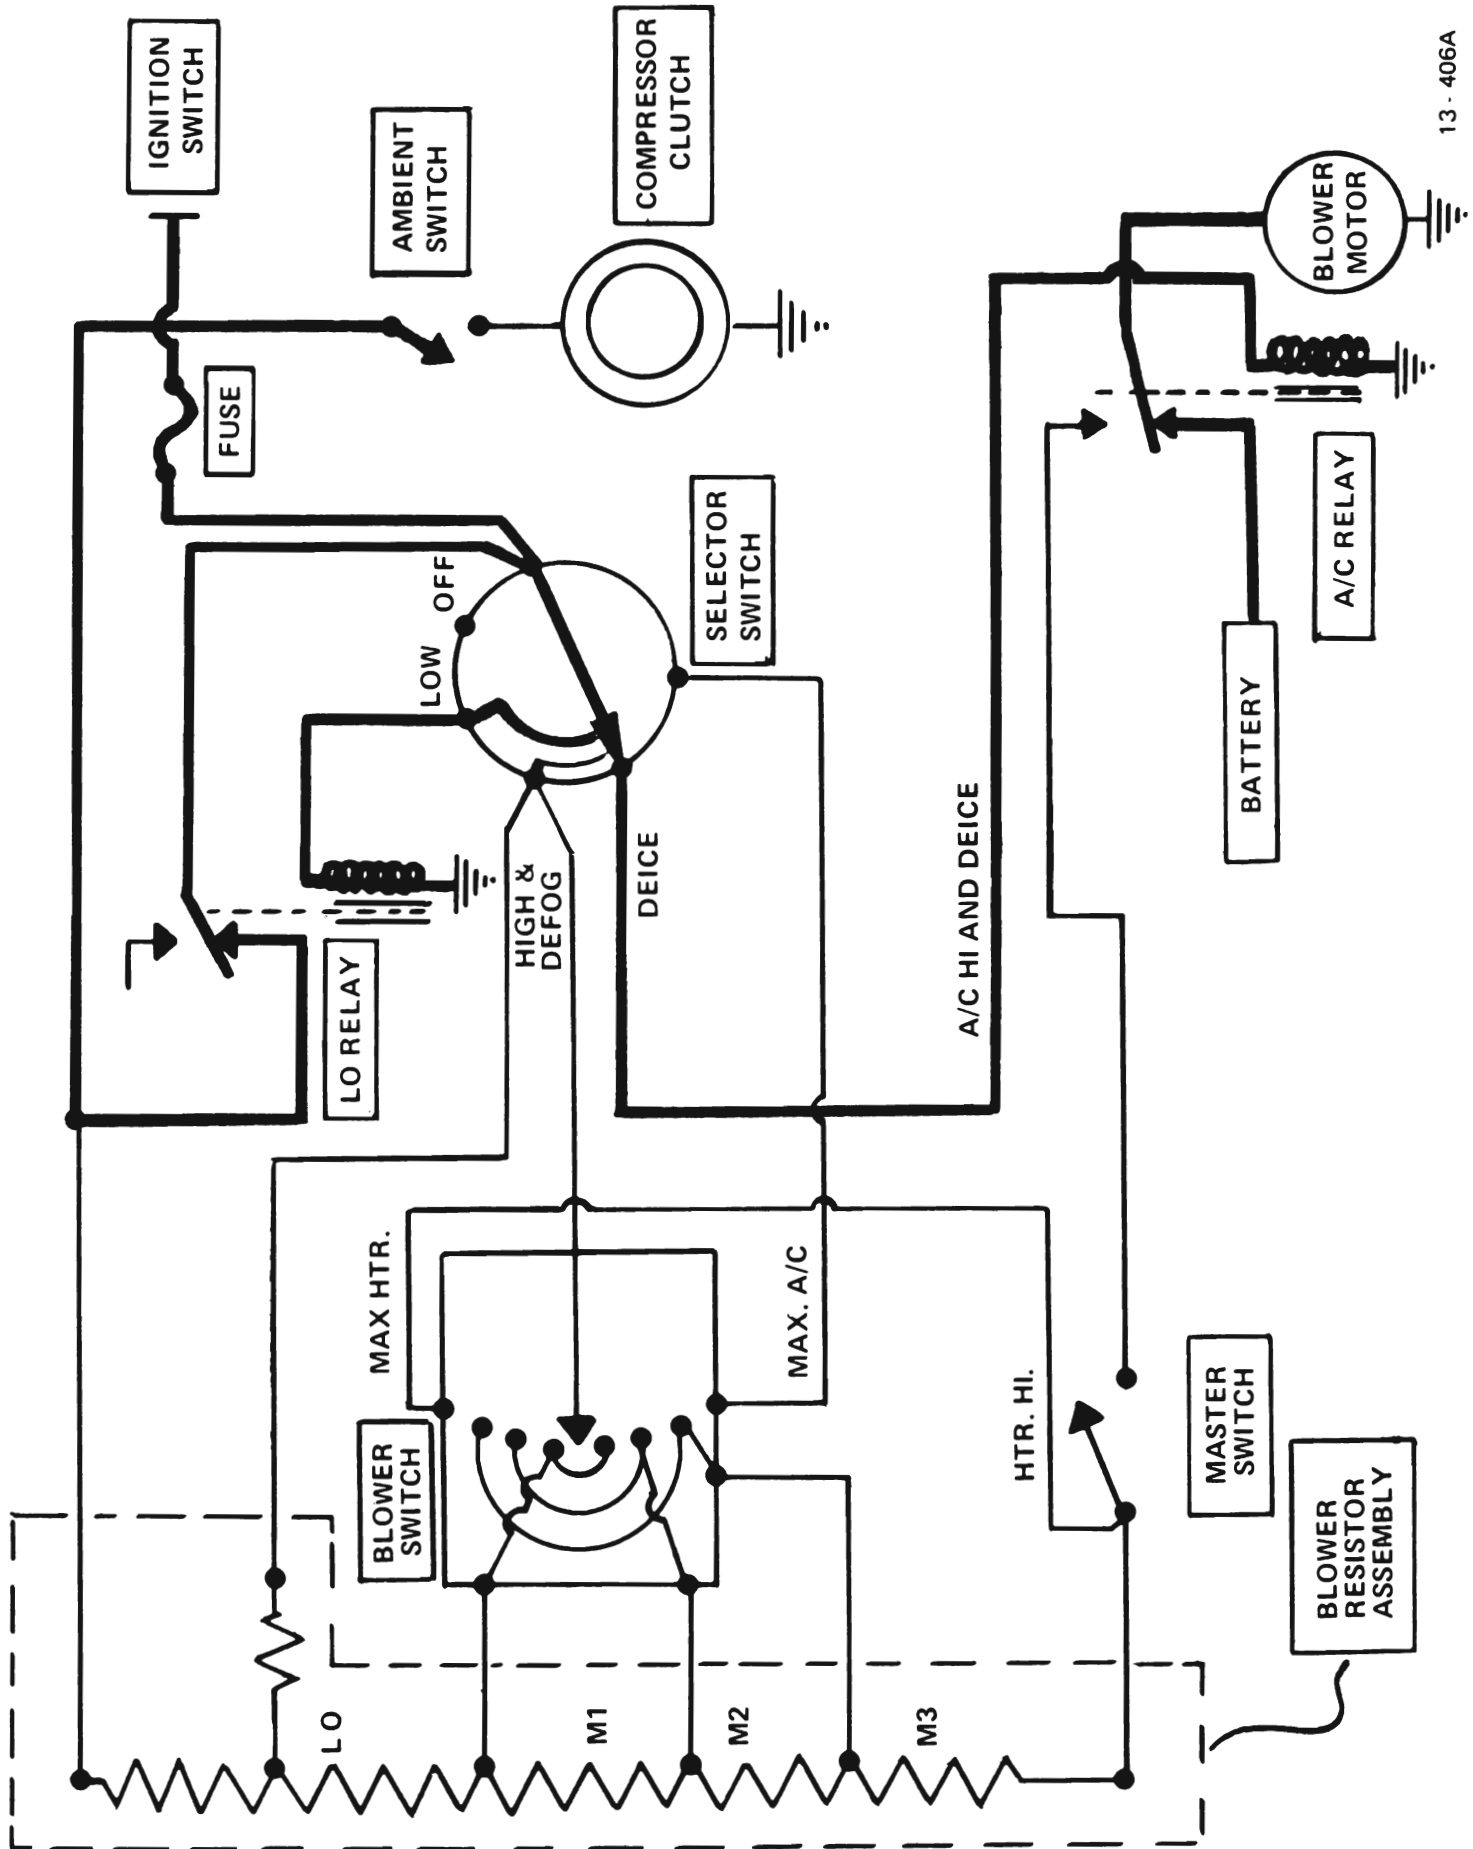 IGNITION
SWITCH
AMBIENT
SWITCH
COMPRESSOR
CLUTCH
FUSE
13 - 406A
BLOWER
MOTOR
OFF
LOW
SELECTOR
SWITCH
A/C RELAY
BATTERY
HIGH &
DEFOG
DEICE
LO RELAY
A/C HI AND DEICE
MAX HTR.
MAX. A/C
BLOWER
SWITCH
HTR. HI.
MASTER
SWITCH
BLOWER
RESISTOR
ASSEMBLY
LO
M1
M2
M3